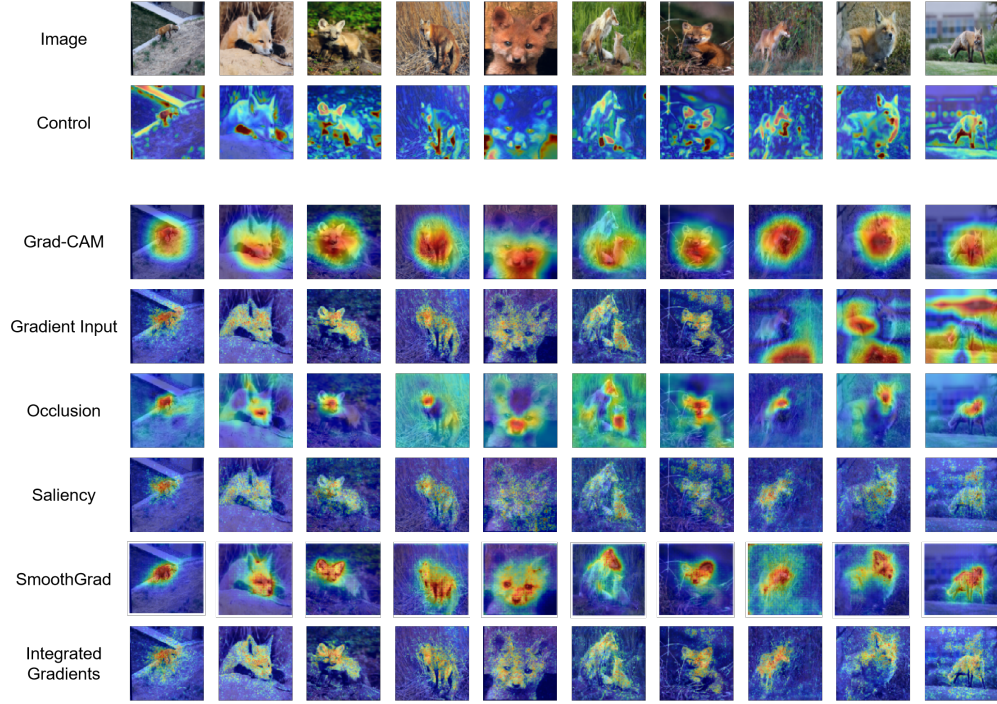 Image
Control
Grad-CAM
Gradient Input
Occlusion
Saliency
SmoothGrad
Integrated
Gradients